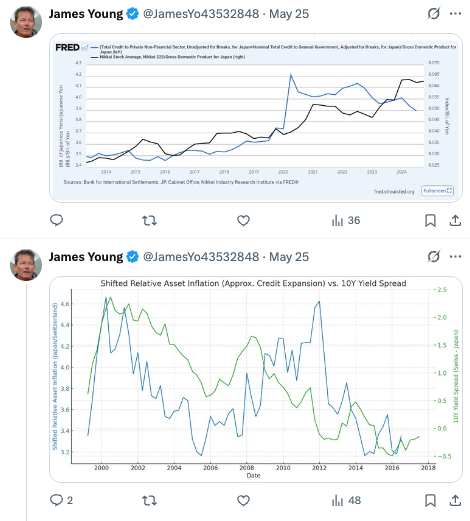 James Young @JamesYo43532848 · May 25
FRED
(Total Credit to Private Non-Financial Sector, Unadjusted for Breaks, for Japan+Nominal Total Credit to General Government, Adjusted for Breaks, for Japan)/Gross Domestic Product for
Japan (left)
Nikkei Stock Average, Nikkei 225/Gross Domestic Product for Japan (right)
4.3 0.070
4.2 0.065
4.1 0.060
4.0 0.055
3.9 0.050
3.8 0.045
3.7 0.040
3.6 0.035
3.5 0.030
3.4 0.025
2014 2015 2016 2017 2018 2019 2020 2021 2022 2023 2024
Sources: Bank for International Settlements; JP. Cabinet Office; Nikkei Industry Research Institute via FRED®
fred.stlouisfed.org
Fullscreen
36
James Young @JamesYo43532848 · May 25
Shifted Relative Asset Inflation (Approx. Credit Expansion) vs. 10Y Yield Spread
Shifted Relative Asset Inflation (Japan/Switzerland)
4.6
4.4
4.2
4.0
3.8
3.6
3.4
3.2
2.5
2.0
1.5
1.0
0.5
0.0
-0.5
10Y Yield Spread (Swiss - Japan)
2000 2002 2004 2006 2008 2010 2012 2014 2016 2018
Date
2
48